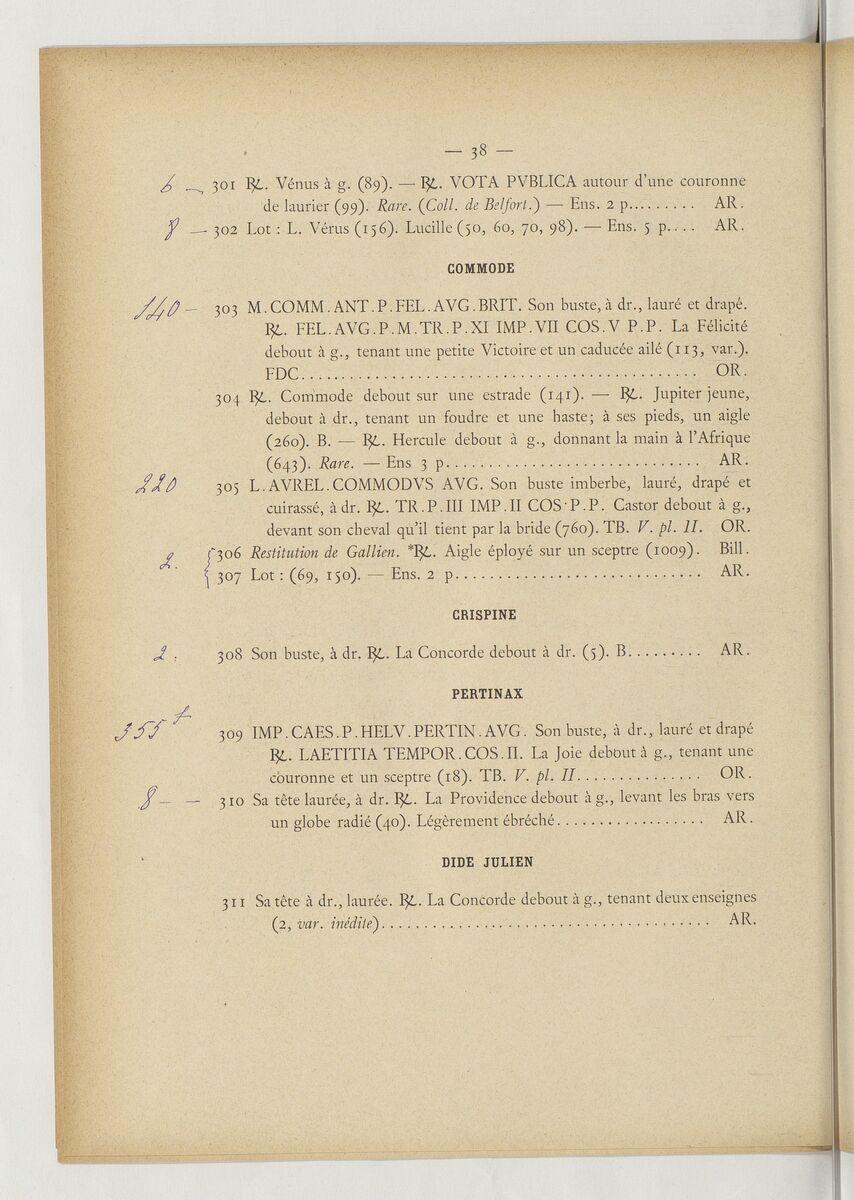 — 38 —
6 — 301 ℞. Vénus à g. (89). — ℞. VOTA PVBLICA autour d'une couronne
de laurier (99). Rare. (Coll. de Belfort.) — Ens. 2 p......... AR.
8 — 302 Lot : L. Vérus (156). Lucille (50, 60, 70, 98). — Ens. 5 p.... AR.
COMMODE
140 — 303 M.COMM.ANT.P.FEL.AVG.BRIT. Son buste, à dr., lauré et drapé.
℞. FEL.AVG.P.M.TR.P.XI IMP.VII COS.V P.P. La Félicité
debout à g., tenant une petite Victoire et un caducée ailé (113, var.).
FDC............................................ OR.
304 ℞. Commode debout sur une estrade (141). — ℞. Jupiter jeune,
debout à dr., tenant un foudre et une haste; à ses pieds, un aigle
(260). B. — ℞. Hercule debout à g., donnant la main à l'Afrique
(643). Rare. — Ens 3 p............................... AR.
220 305 L.AVREL.COMMODVS AVG. Son buste imberbe, lauré, drapé et
cuirassé, à dr. ℞. TR.P.III IMP.II COS·P.P. Castor debout à g.,
devant son cheval qu'il tient par la bride (760). TB. V. pl. II. OR.
2. { 306 Restitution de Gallien. *℞. Aigle éployé sur un sceptre (1009). Bill.
307 Lot : (69, 150). — Ens. 2 p.............................. AR.
CRISPINE
2. 308 Son buste, à dr. ℞. La Concorde debout à dr. (5). B......... AR.
PERTINAX
355 + 309 IMP.CAES.P.HELV.PERTIN.AVG. Son buste, à dr., lauré et drapé
℞. LAETITIA TEMPOR.COS.II. La Joie debout à g., tenant une
couronne et un sceptre (18). TB. V. pl. II............... OR.
8 — — 310 Sa tête laurée, à dr. ℞. La Providence debout à g., levant les bras vers
un globe radié (40). Légèrement ébréché.................. AR.
DIDE JULIEN
311 Sa tête à dr., laurée. ℞. La Concorde debout à g., tenant deux enseignes
(2, var. inédite)....................................... AR.